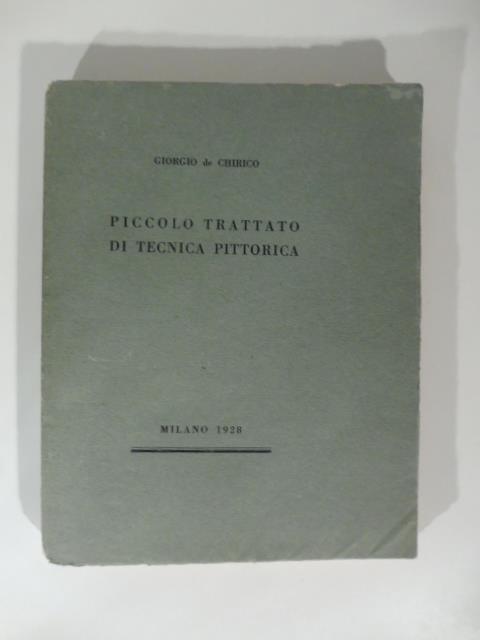 GIORGIO de CHIRICO
PICCOLO TRATTATO
DI TECNICA PITTORICA
MILANO 1928